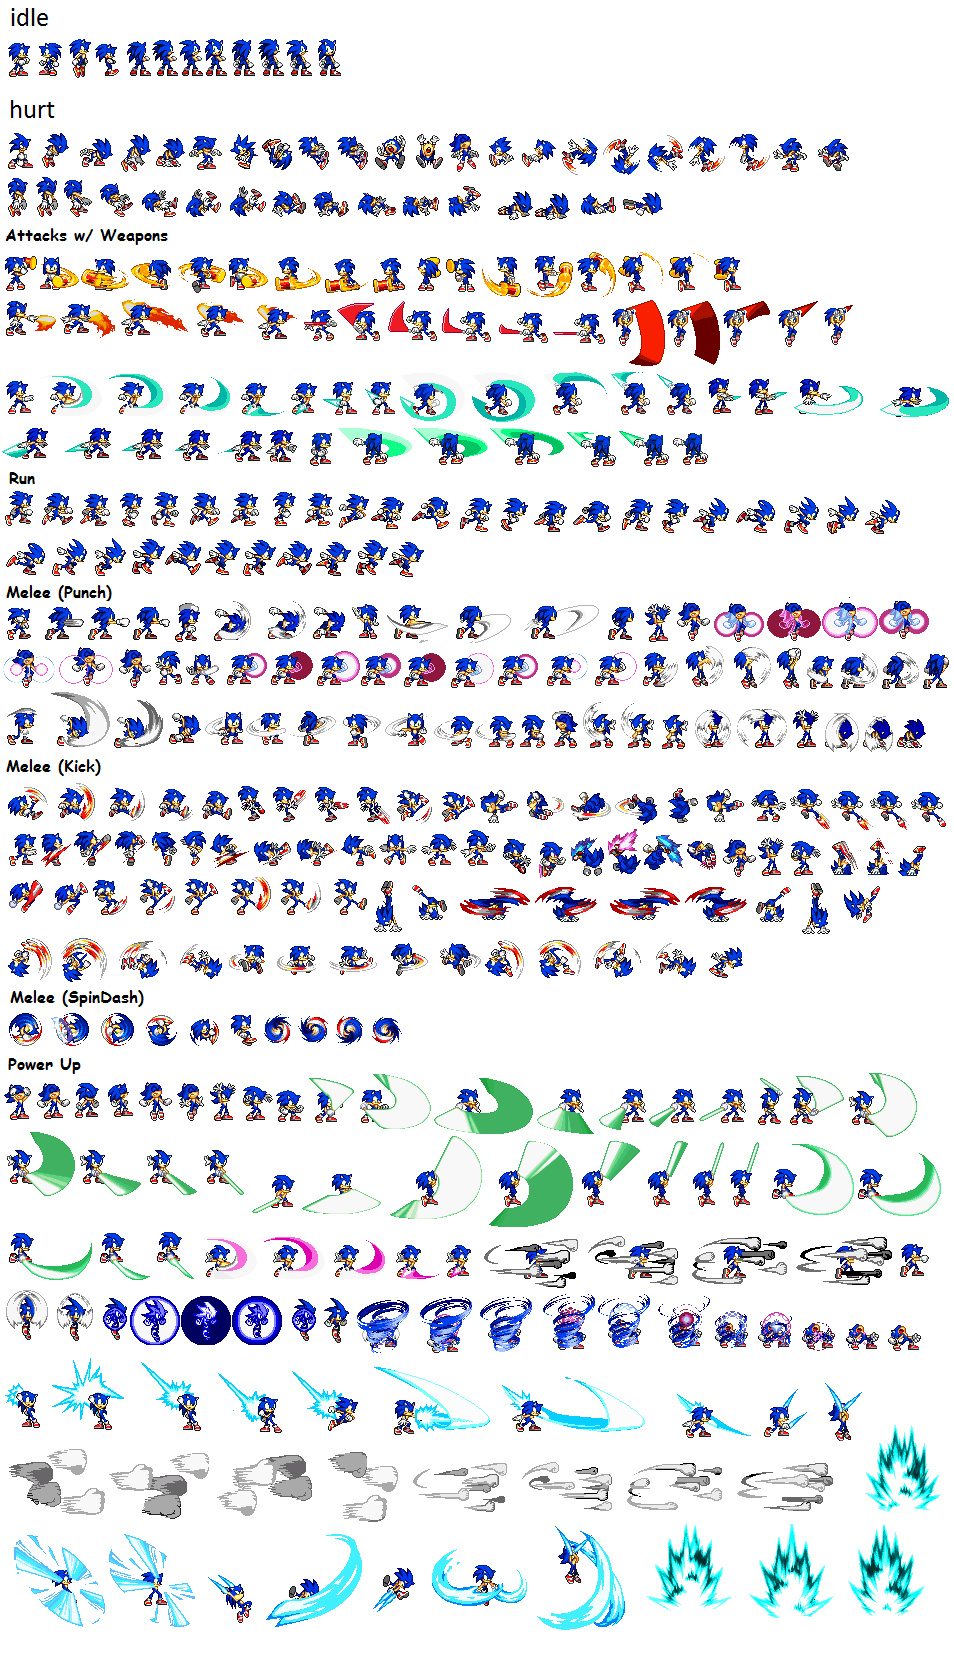 idle
hurt
Attacks w/ Weapons
Run
Melee (Punch)
Melee (Kick)
Melee (SpinDash)
Power Up